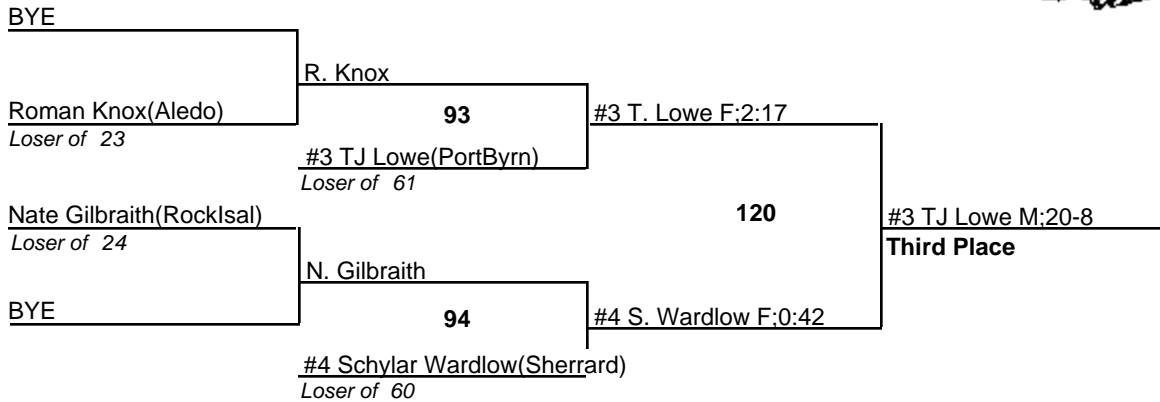 BYE
R. Knox
Roman Knox(Aledo)
93
#3 T. Lowe F;2:17
Loser of 23
#3 TJ Lowe(PortByrn)
Loser of 61
Nate Gilbraith(RockIsal)
120
#3 TJ Lowe M;20-8
Loser of 24
Third Place
N. Gilbraith
BYE
94
#4 S. Wardlow F;0:42
#4 Schylar Wardlow(Sherrard)
Loser of 60